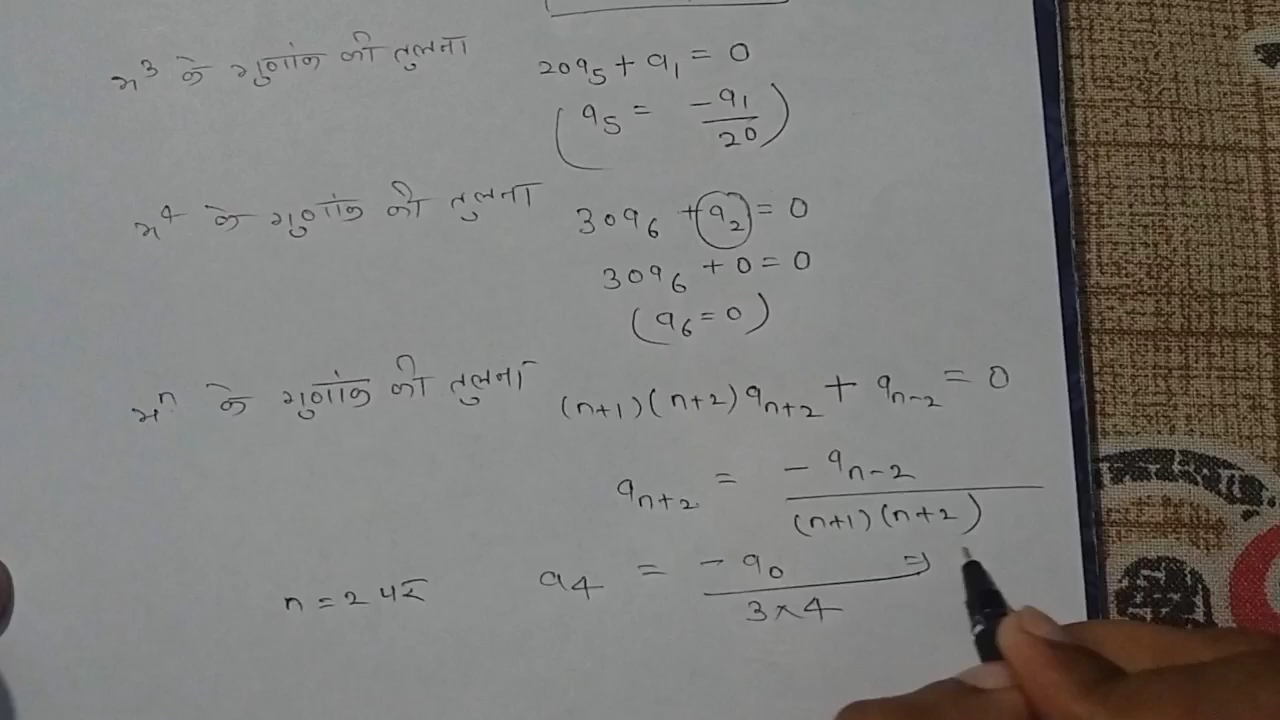 x³ के गुणांक की तुलना 20a₅ + a₁ = 0
(a₅ = -a₁/20)
x⁴ के गुणांक की तुलना 30a₆ + a₂ = 0
30a₆ + 0 = 0
(a₆ = 0)
xⁿ के गुणांक की तुलना (n+1)(n+2)aₙ₊₂ + aₙ₋₂ = 0
aₙ₊₂ = -aₙ₋₂/(n+1)(n+2)
n = 2 पर a₄ = -a₀/3×4 ⇒